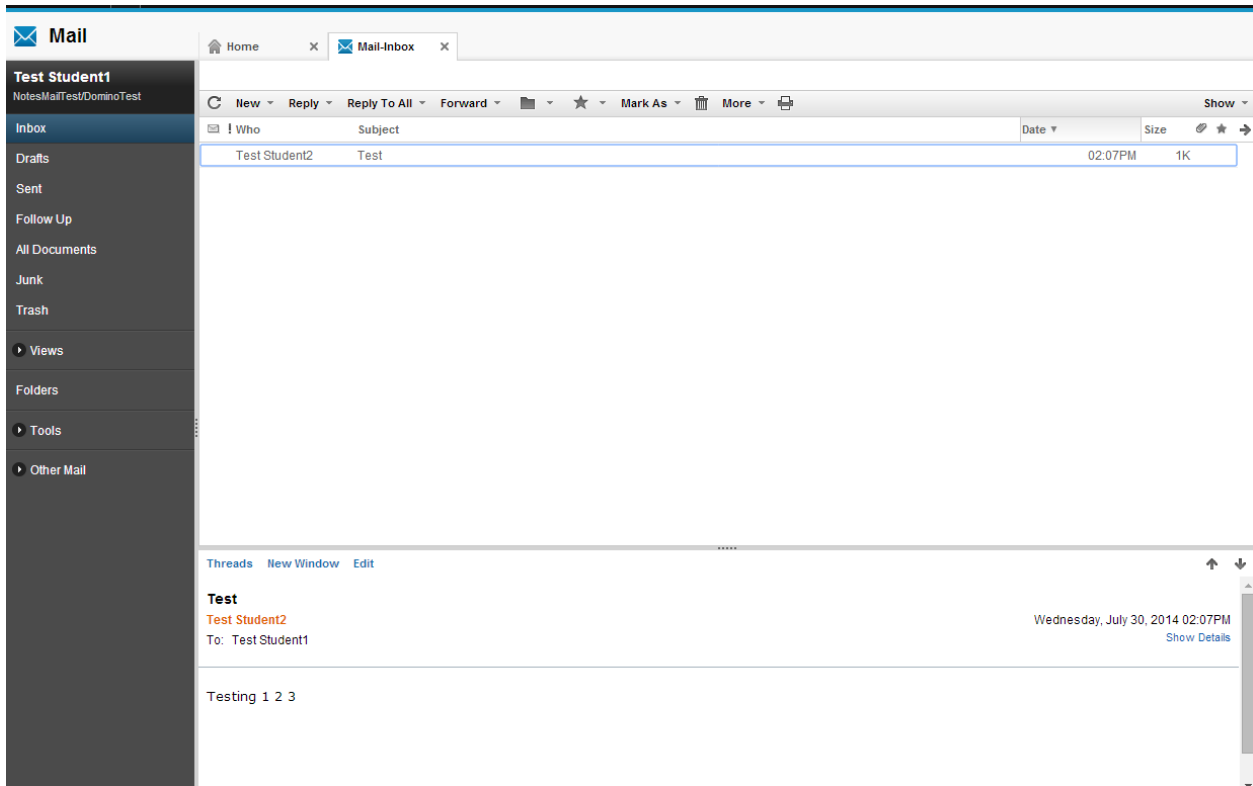 Mail
Home
Mail-Inbox
Test Student1
NotesMailTest/DominoTest
New Reply Reply To All Forward Mark As More Show
Inbox
! Who Subject Date Size
Test Student2 Test 02:07PM 1K
Drafts
Sent
Follow Up
All Documents
Junk
Trash
Views
Folders
Tools
Other Mail
Threads New Window Edit
Test
Test Student2 Wednesday, July 30, 2014 02:07PM
To: Test Student1 Show Details
Testing 1 2 3